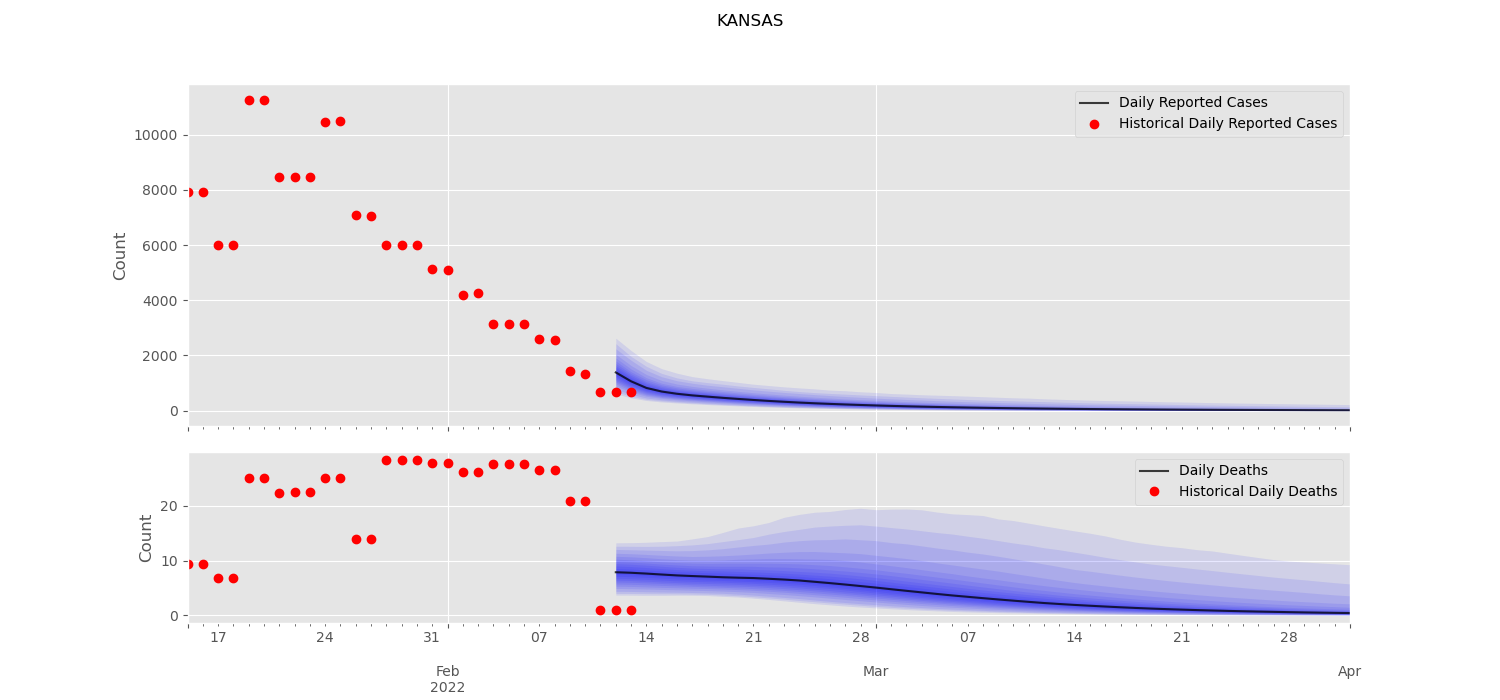 KANSAS
Daily Reported Cases
Historical Daily Reported Cases
Count
10000
8000
6000
4000
2000
0
Daily Deaths
Historical Daily Deaths
Count
20
10
0
17 24 31 07 14 21 28 07 14 21 28
Feb Mar Apr
2022